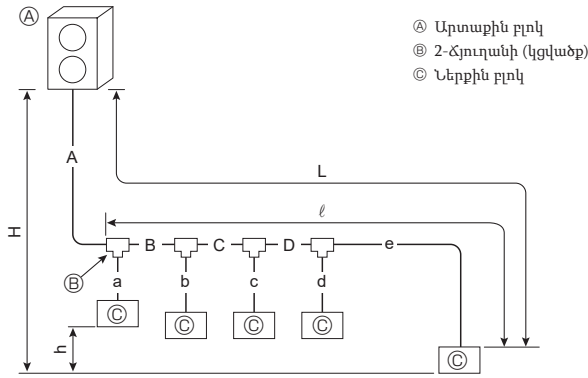 Ⓐ
Ⓐ Արտաքին բլոկ
Ⓑ 2-Ճյուղանի (կցվածք)
Ⓒ Ներքին բլոկ
A
L
H
ℓ
B C D e
Ⓑ a b c d
Ⓒ Ⓒ Ⓒ Ⓒ
h
Ⓒ